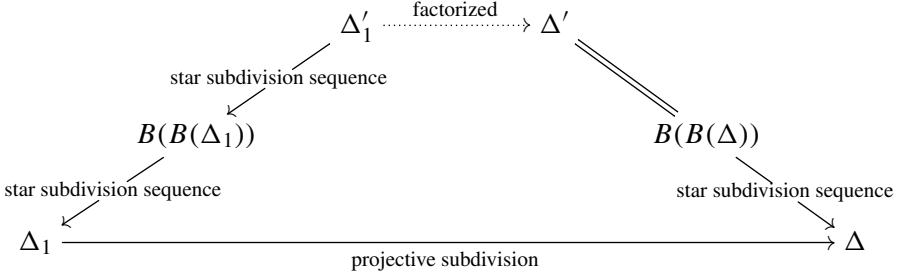 factorized
Δ′₁ Δ′
star subdivision sequence
B(B(Δ₁)) B(B(Δ))
star subdivision sequence star subdivision sequence
Δ₁ Δ
projective subdivision